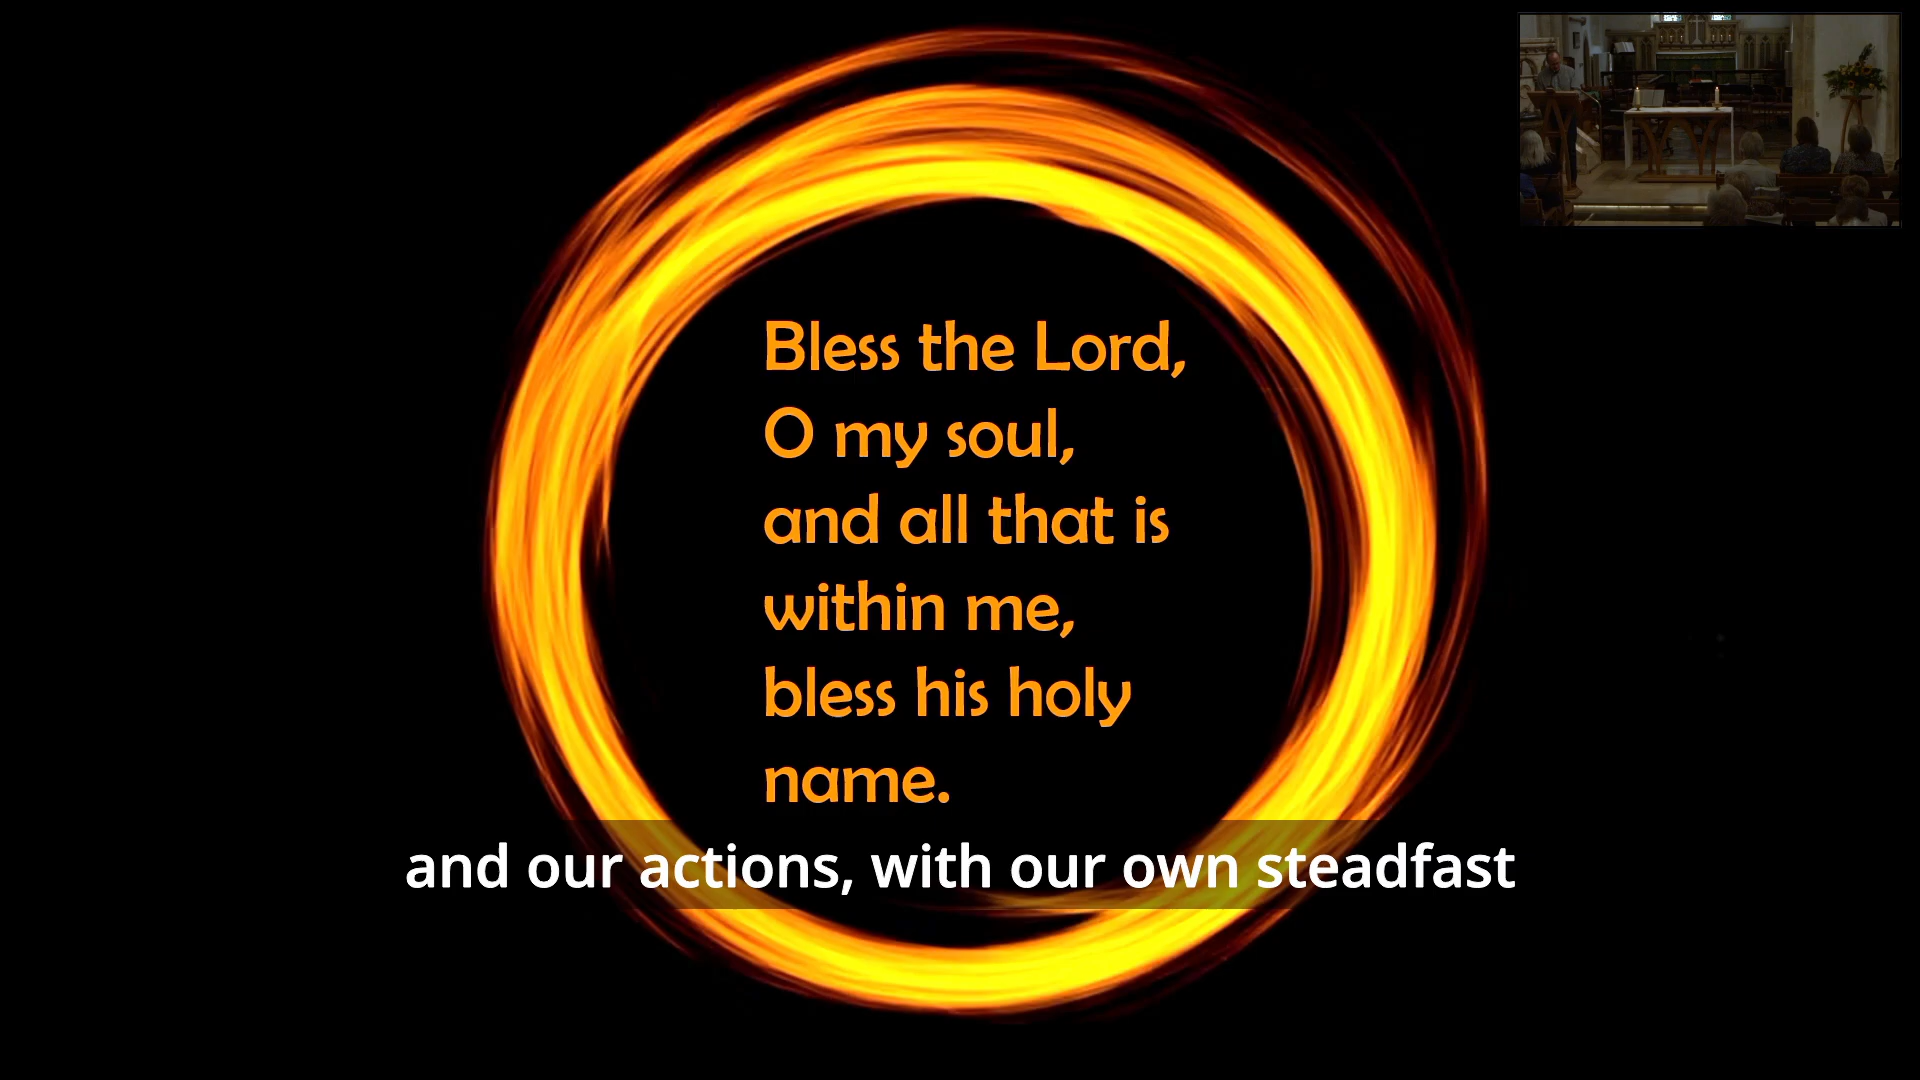 Bless the Lord,
O my soul,
and all that is
within me,
bless his holy
name.
and our actions, with our own steadfast